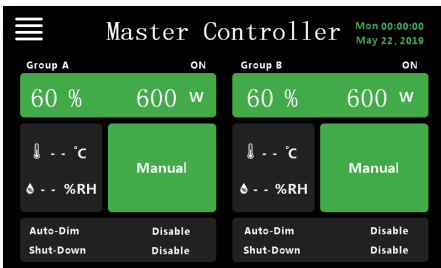 Master Controller
Mon 00:00:00
May 22, 2019
Group A ON
60 % 600 W
- - °C
- - %RH
Manual
Auto-Dim Disable
Shut-Down Disable
Group B ON
60 % 600 W
- - °C
- - %RH
Manual
Auto-Dim Disable
Shut-Down Disable